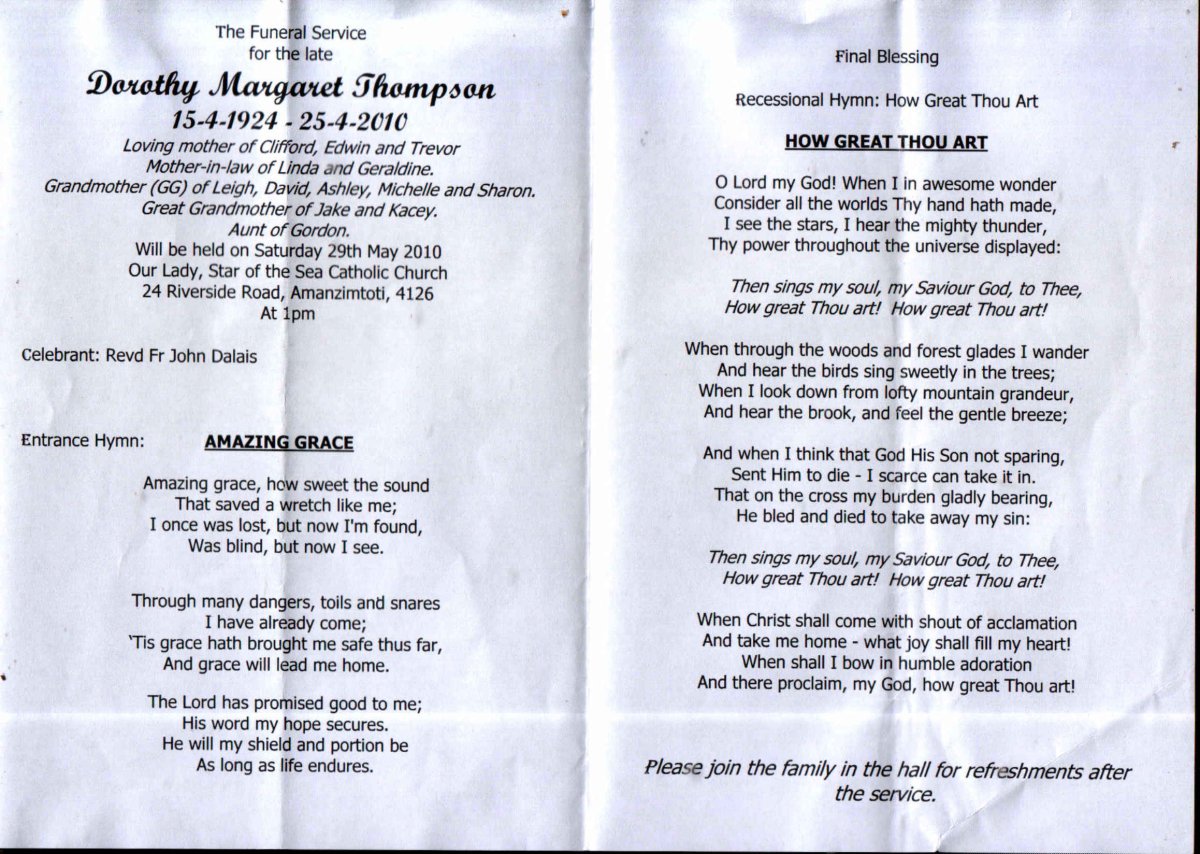 The Funeral Service
for the late
Dorothy Margaret Thompson
15-4-1924 - 25-4-2010
Loving mother of Clifford, Edwin and Trevor
Mother-in-law of Linda and Geraldine.
Grandmother (GG) of Leigh, David, Ashley, Michelle and Sharon.
Great Grandmother of Jake and Kacey.
Aunt of Gordon.
Will be held on Saturday 29th May 2010
Our Lady, Star of the Sea Catholic Church
24 Riverside Road, Amanzimtoti, 4126
At 1pm
Celebrant: Revd Fr John Dalais
Entrance Hymn: AMAZING GRACE
Amazing grace, how sweet the sound
That saved a wretch like me;
I once was lost, but now I'm found,
Was blind, but now I see.
Through many dangers, toils and snares
I have already come;
‘Tis grace hath brought me safe thus far,
And grace will lead me home.
The Lord has promised good to me;
His word my hope secures.
He will my shield and portion be
As long as life endures.
Final Blessing
Recessional Hymn: How Great Thou Art
HOW GREAT THOU ART
O Lord my God! When I in awesome wonder
Consider all the worlds Thy hand hath made,
I see the stars, I hear the mighty thunder,
Thy power throughout the universe displayed:
Then sings my soul, my Saviour God, to Thee,
How great Thou art! How great Thou art!
When through the woods and forest glades I wander
And hear the birds sing sweetly in the trees;
When I look down from lofty mountain grandeur,
And hear the brook, and feel the gentle breeze;
And when I think that God His Son not sparing,
Sent Him to die - I scarce can take it in.
That on the cross my burden gladly bearing,
He bled and died to take away my sin:
Then sings my soul, my Saviour God, to Thee,
How great Thou art! How great Thou art!
When Christ shall come with shout of acclamation
And take me home - what joy shall fill my heart!
When shall I bow in humble adoration
And there proclaim, my God, how great Thou art!
Please join the family in the hall for refreshments after
the service.